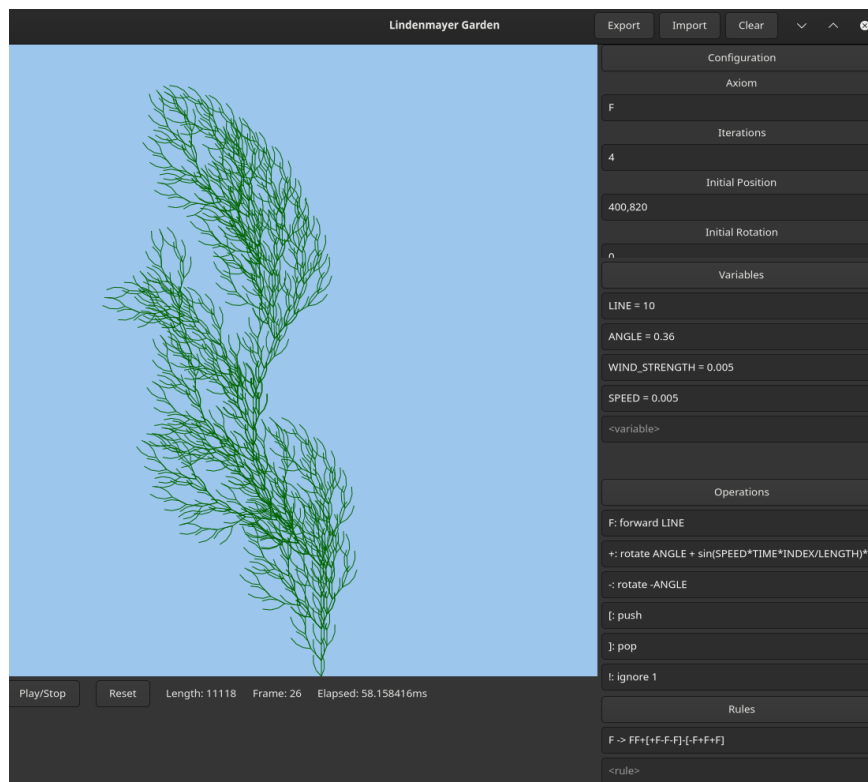 Lindenmayer Garden
Export
Import
Clear
Configuration
Axiom
F
Iterations
4
Initial Position
400,820
Initial Rotation
0
Variables
LINE = 10
ANGLE = 0.36
WIND_STRENGTH = 0.005
SPEED = 0.005
<variable>
Operations
F: forward LINE
+: rotate ANGLE + sin(SPEED*TIME*INDEX/LENGTH)*
-: rotate -ANGLE
[: push
]: pop
!: ignore 1
Rules
F -> FF+[+F-F-F]-[-F+F+F]
<rule>
Play/Stop
Reset
Length: 11118
Frame: 26
Elapsed: 58.158416ms